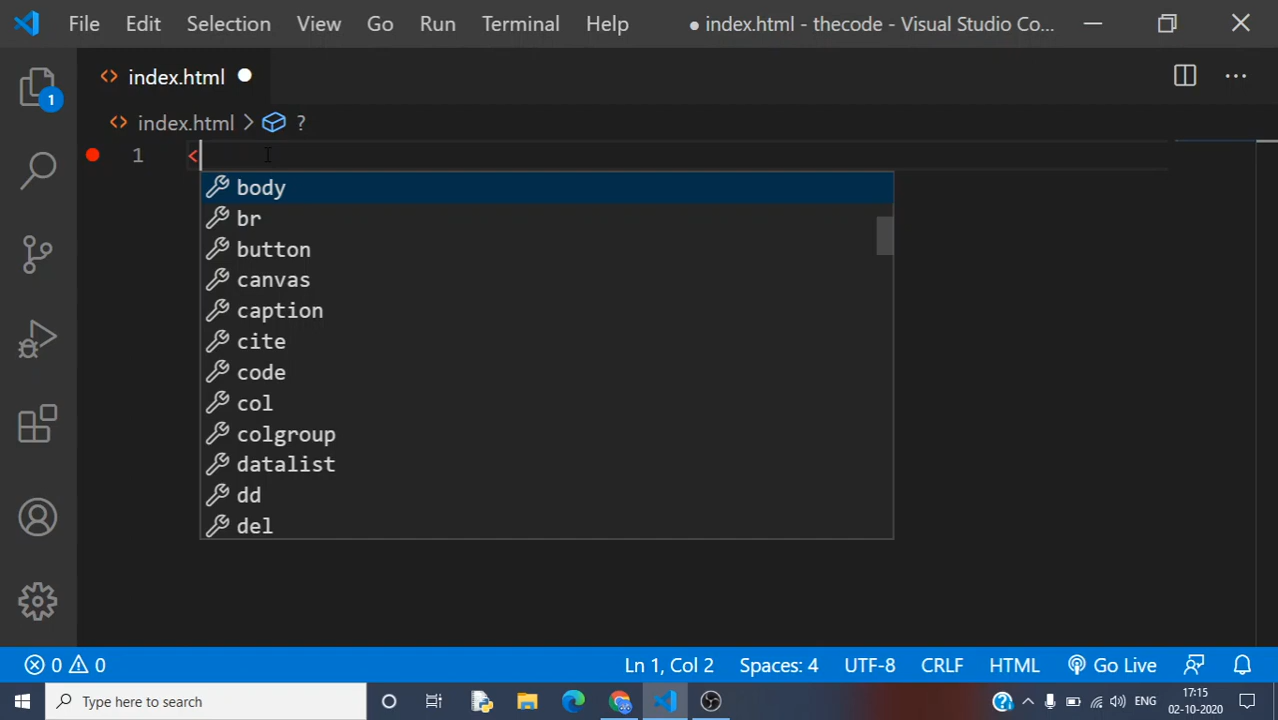 File Edit Selection View Go Run Terminal Help ● index.html - thecode - Visual Studio Co...
<> index.html ●
1
<> index.html > ?
1 <
body
br
button
canvas
caption
cite
code
col
colgroup
datalist
dd
del
0 0 Ln 1, Col 2 Spaces: 4 UTF-8 CRLF HTML Go Live
Type here to search ENG 17:15
02-10-2020